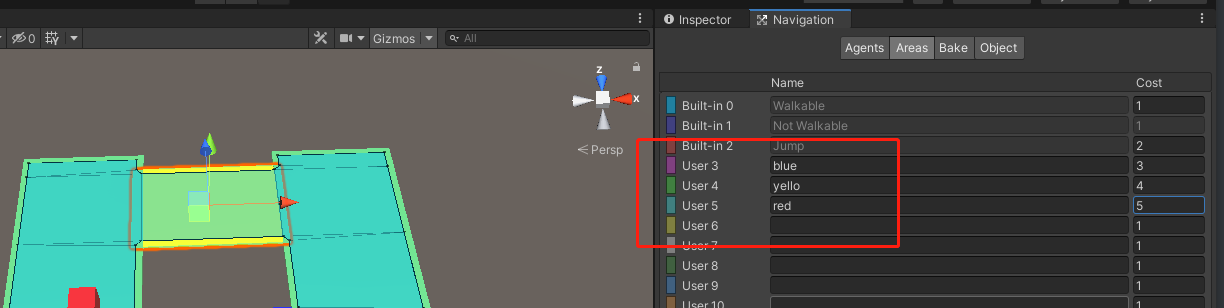 Inspector
Navigation
0
Gizmos
All
Agents
Areas
Bake
Object
Name Cost
z
x
Persp
Built-in 0 Walkable 1
Built-in 1 Not Walkable 1
Built-in 2 Jump 2
User 3 blue 3
User 4 yello 4
User 5 red 5
User 6 1
User 7 1
User 8 1
User 9 1
User 10 1